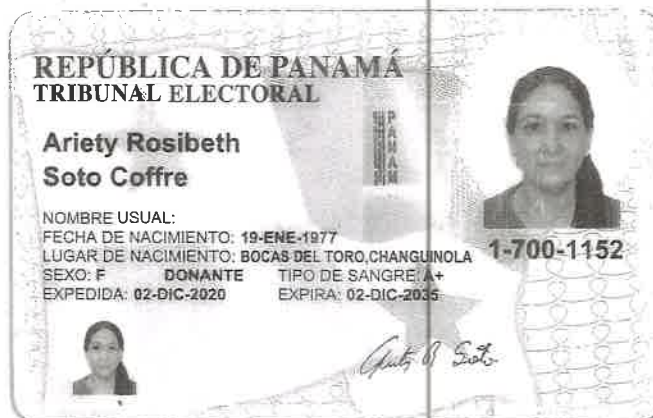 REPÚBLICA DE PANAMÁ
TRIBUNAL ELECTORAL
Ariety Rosibeth
Soto Coffre
PANAMÁ
NOMBRE USUAL:
FECHA DE NACIMIENTO: 19-ENE-1977
LUGAR DE NACIMIENTO: BOCAS DEL TORO,CHANGUINOLA
1-700-1152
SEXO: F DONANTE TIPO DE SANGRE: A+
EXPEDIDA: 02-DIC-2020 EXPIRA: 02-DIC-2035